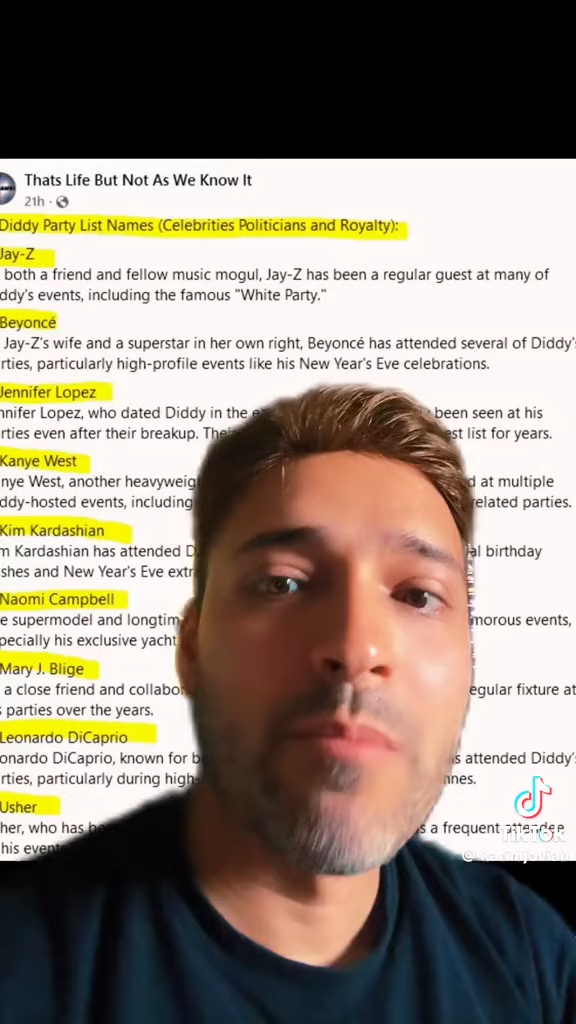 Thats Life But Not As We Know It
21h
Diddy Party List Names (Celebrities Politicians and Royalty):
Jay-Z
both a friend and fellow music mogul, Jay-Z has been a regular guest at many of
ddy's events, including the famous "White Party."
Beyoncé
Jay-Z's wife and a superstar in her own right, Beyoncé has attended several of Diddy's
rties, particularly high-profile events like his New Year's Eve celebrations.
Jennifer Lopez
nnifer Lopez, who dated Diddy in the been seen at his
rties even after their breakup. est list for years.
Kanye West
nye West, another heavyweig d at multiple
ddy-hosted events, including related parties.
Kim Kardashian
m Kardashian has attended D al birthday
shes and New Year's Eve extr
Naomi Campbell
e supermodel and longtim morous events,
pecially his exclusive yacht
Mary J. Blige
a close friend and collabor egular fixture at
s parties over the years.
Leonardo DiCaprio
onardo DiCaprio, known for b s attended Diddy's
rties, particularly during high- nnes.
Usher
her, who has be s a frequent attendee
his event
TikTok